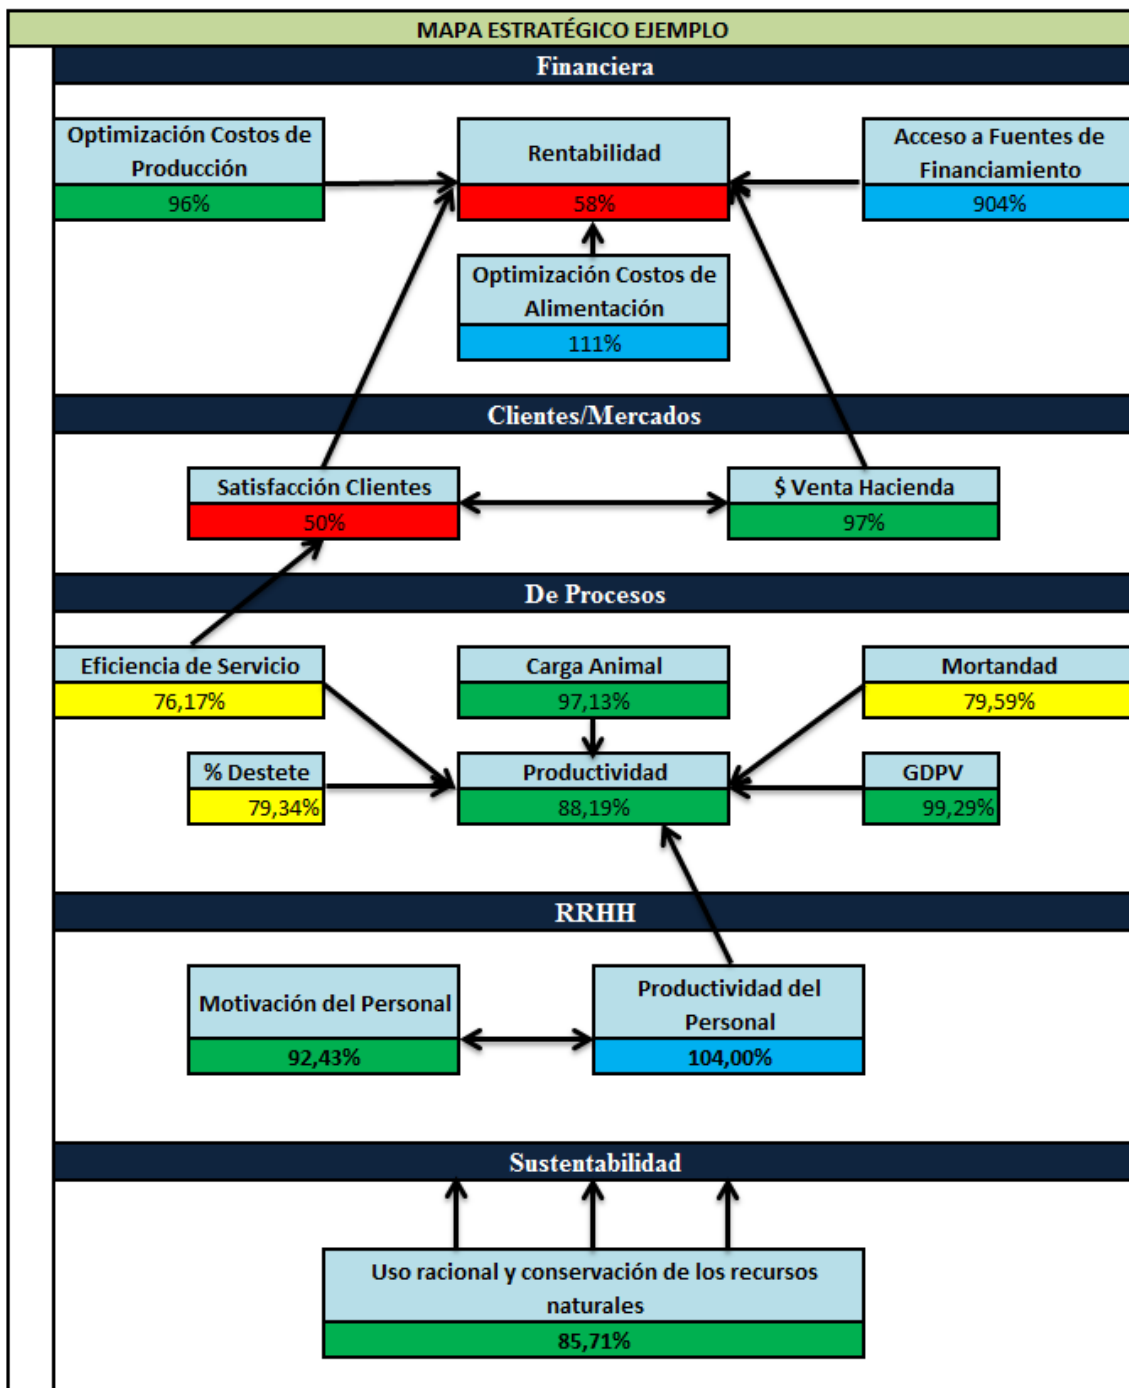 MAPA ESTRATÉGICO EJEMPLO
Financiera
Optimización Costos de
Producción
96%
Rentabilidad
58%
Acceso a Fuentes de
Financiamiento
904%
Optimización Costos de
Alimentación
111%
Clientes/Mercados
Satisfacción Clientes
50%
$ Venta Hacienda
97%
De Procesos
Eficiencia de Servicio
76,17%
Carga Animal
97,13%
Mortandad
79,59%
% Destete
79,34%
Productividad
88,19%
GDPV
99,29%
RRHH
Motivación del Personal
92,43%
Productividad del
Personal
104,00%
Sustentabilidad
Uso racional y conservación de los recursos
naturales
85,71%